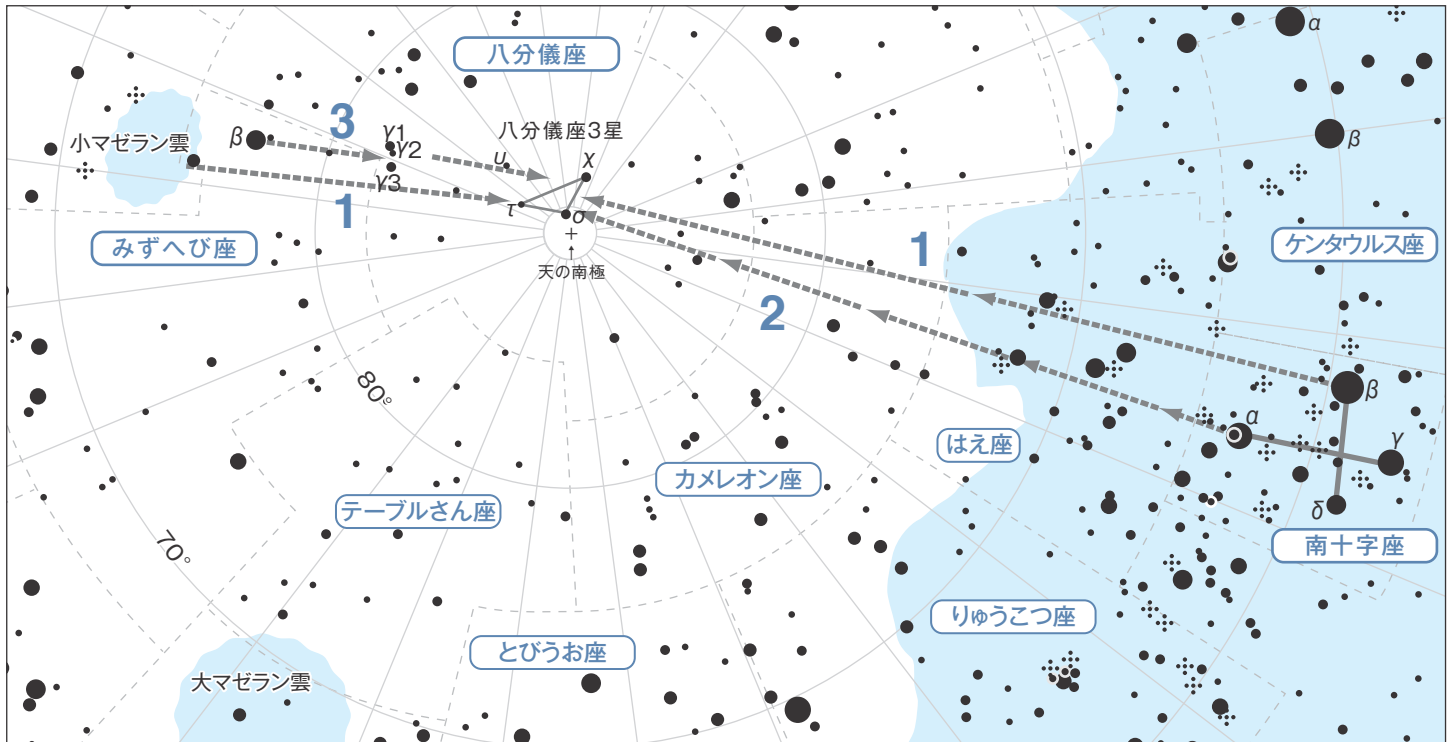 八分儀座
α
小マゼラン雲
β
3
γ1
γ2
γ3
八分儀座3星
υ
χ
τ
σ
+
↑
天の南極
1
みずへび座
1
2
β
ケンタウルス座
80°
70°
β
α
γ
δ
はえ座
カメレオン座
テーブルさん座
南十字座
りゅうこつ座
とびうお座
大マゼラン雲